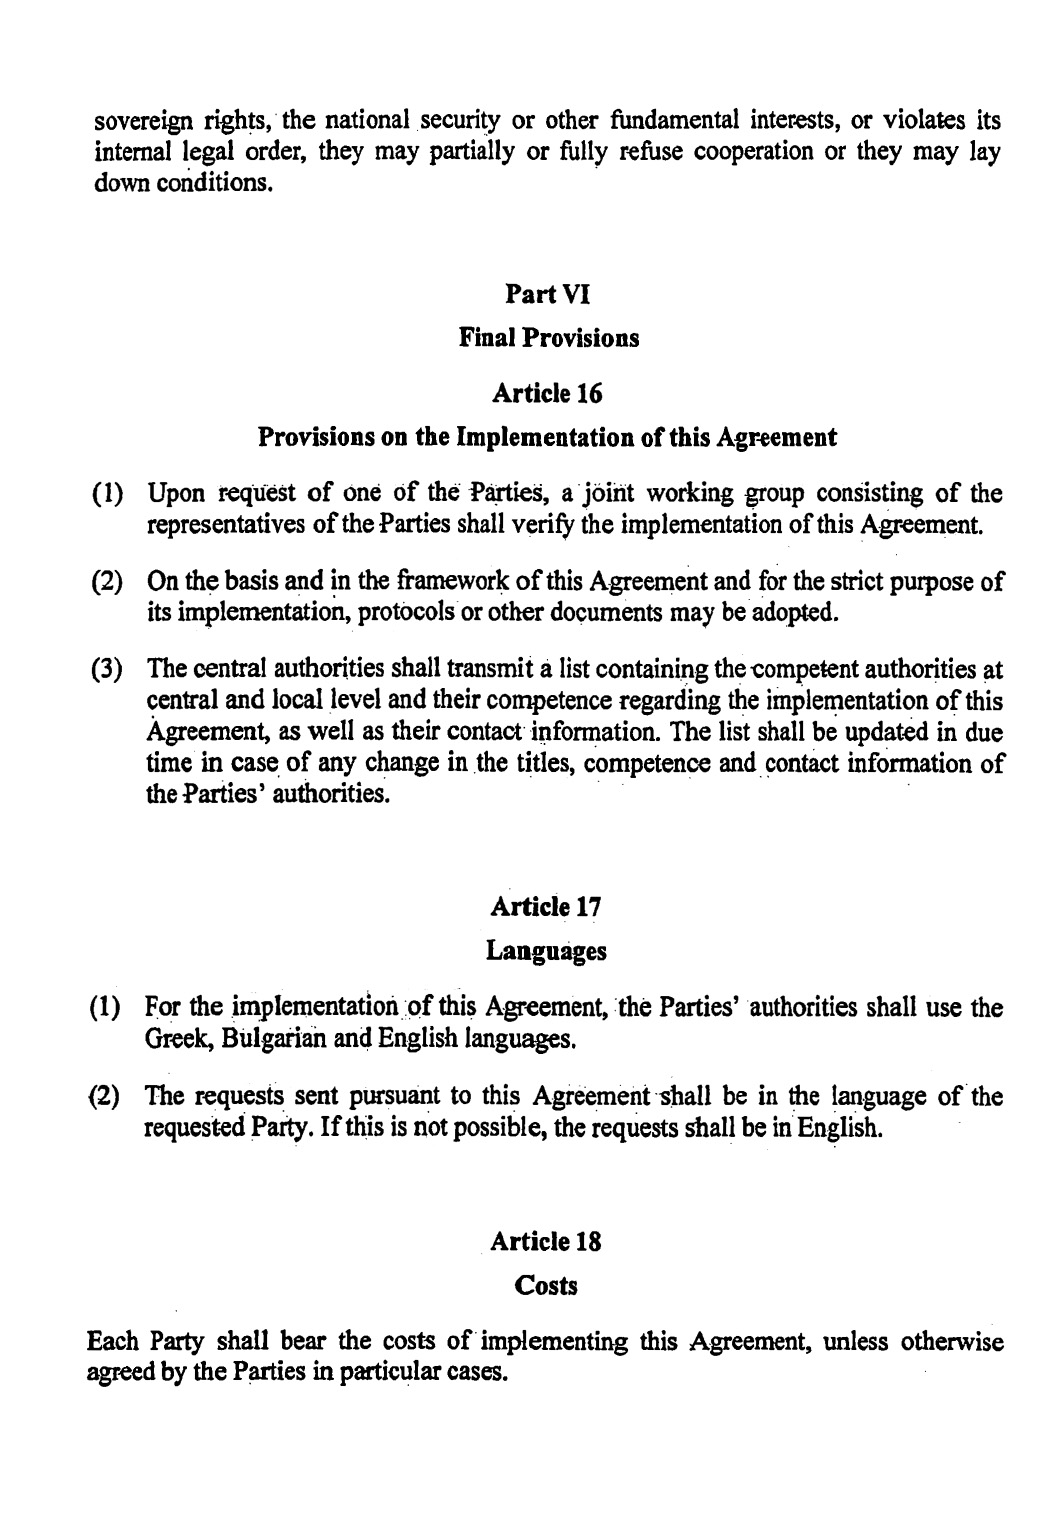 sovereign rights, the national security or other fundamental interests, or violates its
internal legal order, they may partially or fully refuse cooperation or they may lay
down conditions.
Part VI
Final Provisions
Article 16
Provisions on the Implementation of this Agreement
(1) Upon request of one of the Parties, a joint working group consisting of the
representatives of the Parties shall verify the implementation of this Agreement.
(2) On the basis and in the framework of this Agreement and for the strict purpose of
its implementation, protocols or other documents may be adopted.
(3) The central authorities shall transmit a list containing the competent authorities at
central and local level and their competence regarding the implementation of this
Agreement, as well as their contact information. The list shall be updated in due
time in case of any change in the titles, competence and contact information of
the Parties' authorities.
Article 17
Languages
(1) For the implementation of this Agreement, the Parties' authorities shall use the
Greek, Bulgarian and English languages.
(2) The requests sent pursuant to this Agreement shall be in the language of the
requested Party. If this is not possible, the requests shall be in English.
Article 18
Costs
Each Party shall bear the costs of implementing this Agreement, unless otherwise
agreed by the Parties in particular cases.